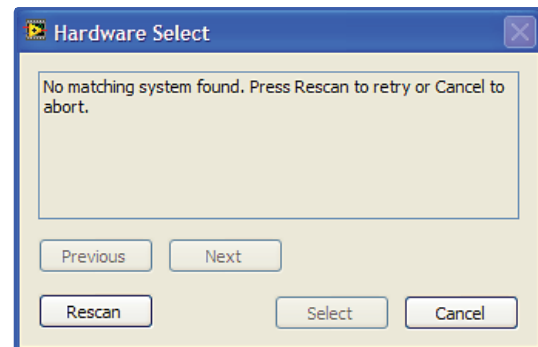 Hardware Select
No matching system found. Press Rescan to retry or Cancel to
abort.
Previous Next
Rescan Select Cancel